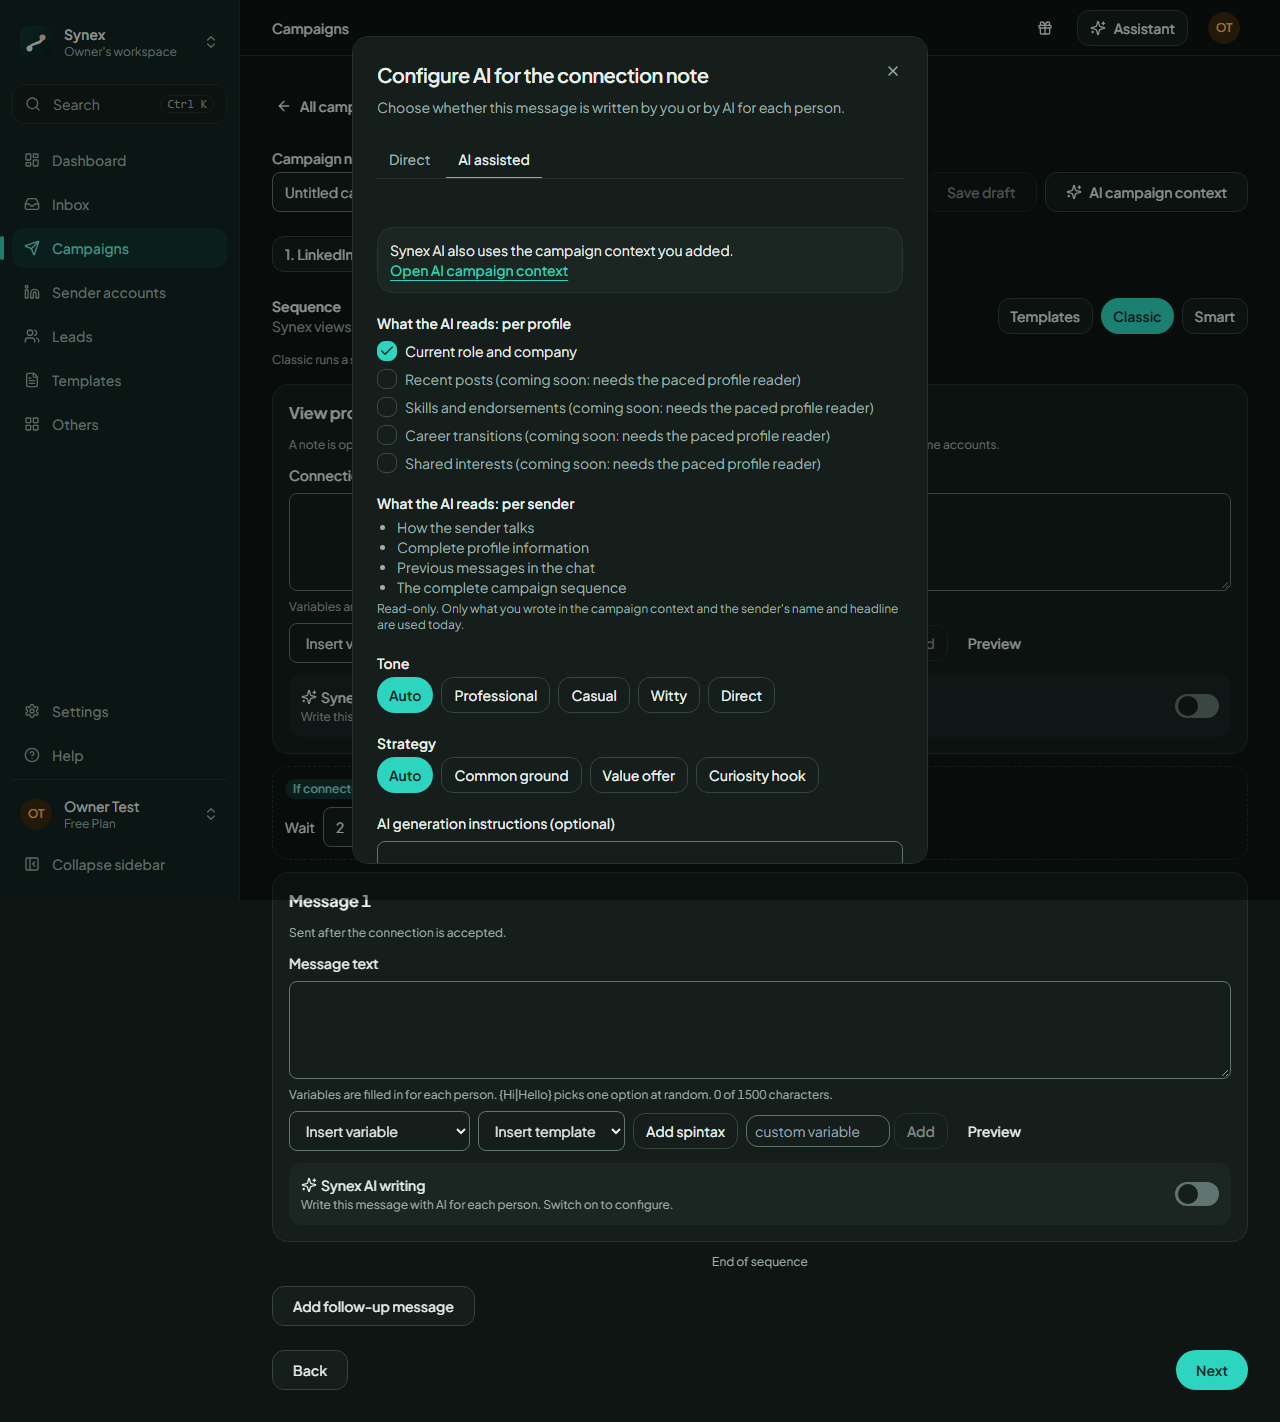 Synex
Owner's workspace
Search
Ctrl K
Dashboard
Inbox
Campaigns
Sender accounts
Leads
Templates
Others
Settings
Help
OT
Owner Test
Free Plan
Collapse sidebar
Campaigns
Assistant
OT
All camp
Campaign n
Untitled ca
Save draft
AI campaign context
1. LinkedIn
Sequence
Synex views
Classic runs a s
Templates
Classic
Smart
View pro
A note is op
me accounts.
Connectio
Variables a
Insert v
d
Preview
Syne
Write this
If connect
Wait
2
Configure AI for the connection note
Choose whether this message is written by you or by AI for each person.
Direct
AI assisted
Synex AI also uses the campaign context you added.
Open AI campaign context
What the AI reads: per profile
Current role and company
Recent posts (coming soon: needs the paced profile reader)
Skills and endorsements (coming soon: needs the paced profile reader)
Career transitions (coming soon: needs the paced profile reader)
Shared interests (coming soon: needs the paced profile reader)
What the AI reads: per sender
• How the sender talks
• Complete profile information
• Previous messages in the chat
• The complete campaign sequence
Read-only. Only what you wrote in the campaign context and the sender's name and headline
are used today.
Tone
Auto
Professional
Casual
Witty
Direct
Strategy
Auto
Common ground
Value offer
Curiosity hook
AI generation instructions (optional)
Message 1
Sent after the connection is accepted.
Message text
Variables are filled in for each person. {Hi|Hello} picks one option at random. 0 of 1500 characters.
Insert variable
Insert template
Add spintax
custom variable
Add
Preview
Synex AI writing
Write this message with AI for each person. Switch on to configure.
End of sequence
Add follow-up message
Back
Next